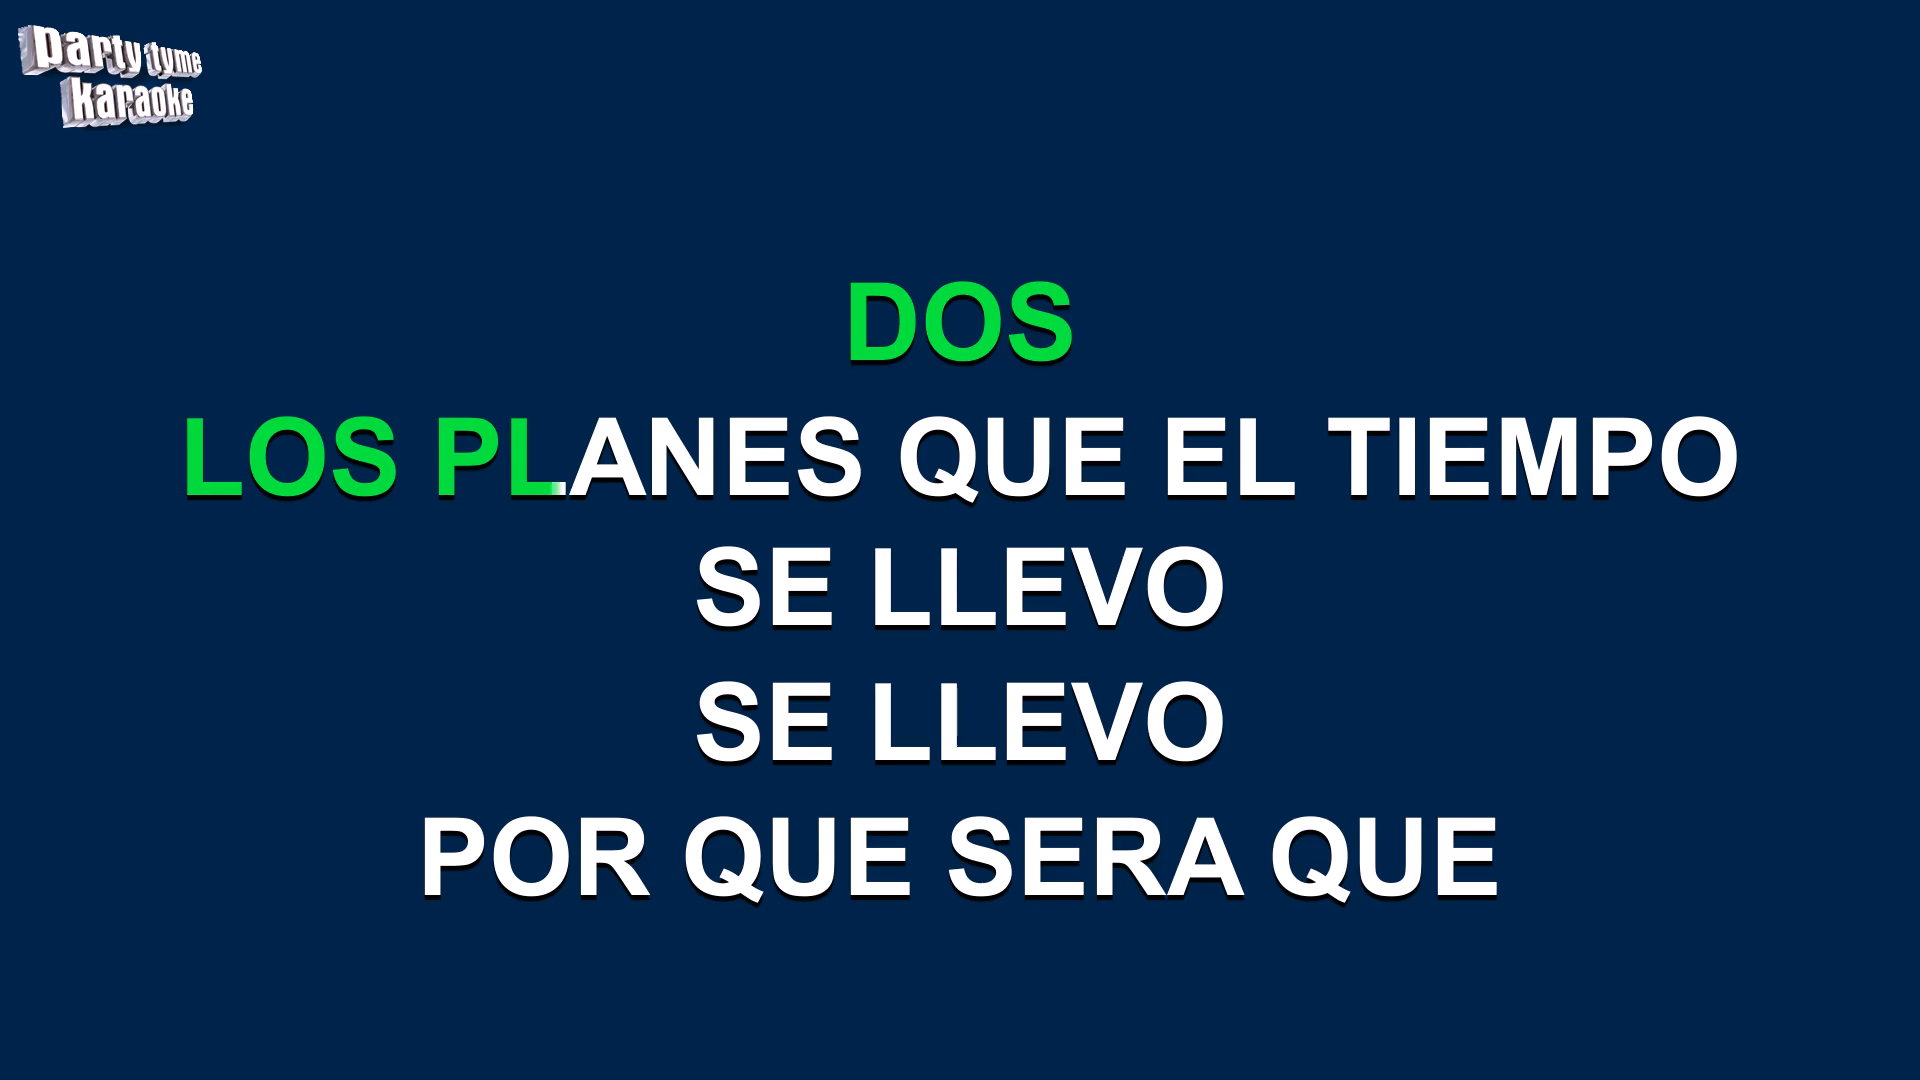 party tyme
karaoke
DOS
LOS PLANES QUE EL TIEMPO
SE LLEVO
SE LLEVO
POR QUE SERA QUE